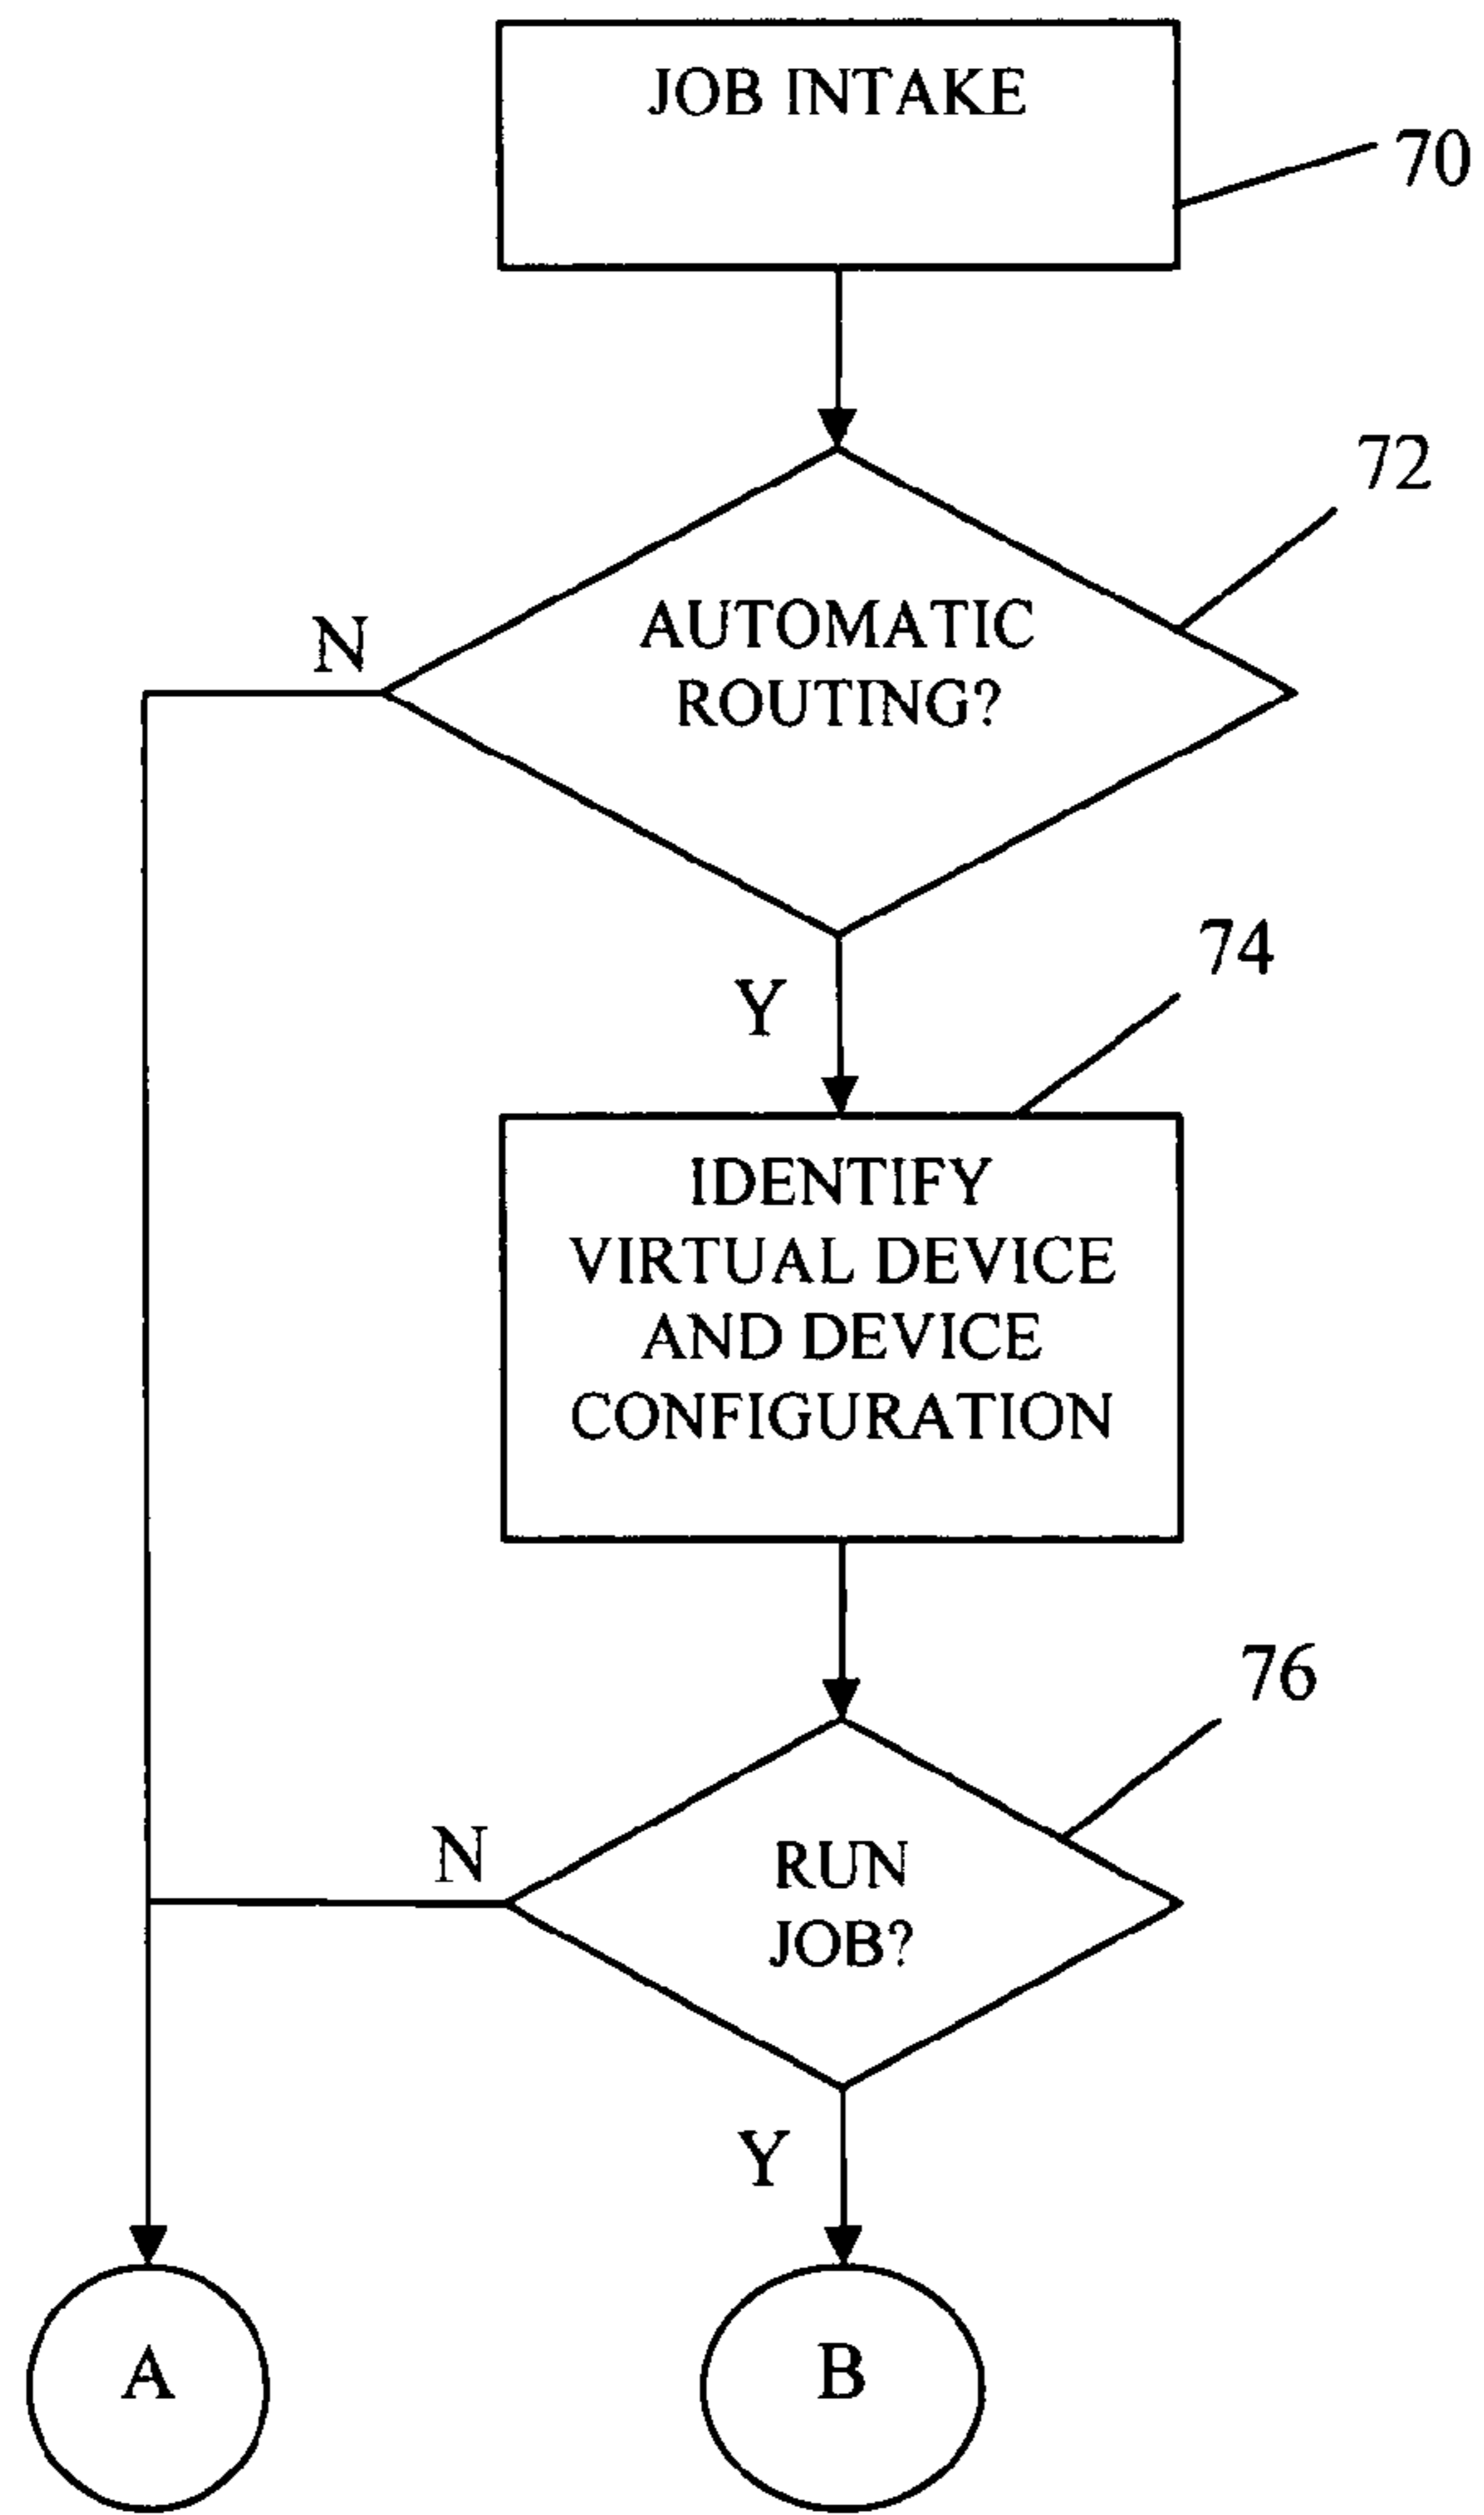 JOB INTAKE
70
72
AUTOMATIC
ROUTING?
N
Y
74
IDENTIFY
VIRTUAL DEVICE
AND DEVICE
CONFIGURATION
76
RUN
JOB?
N
Y
A
B